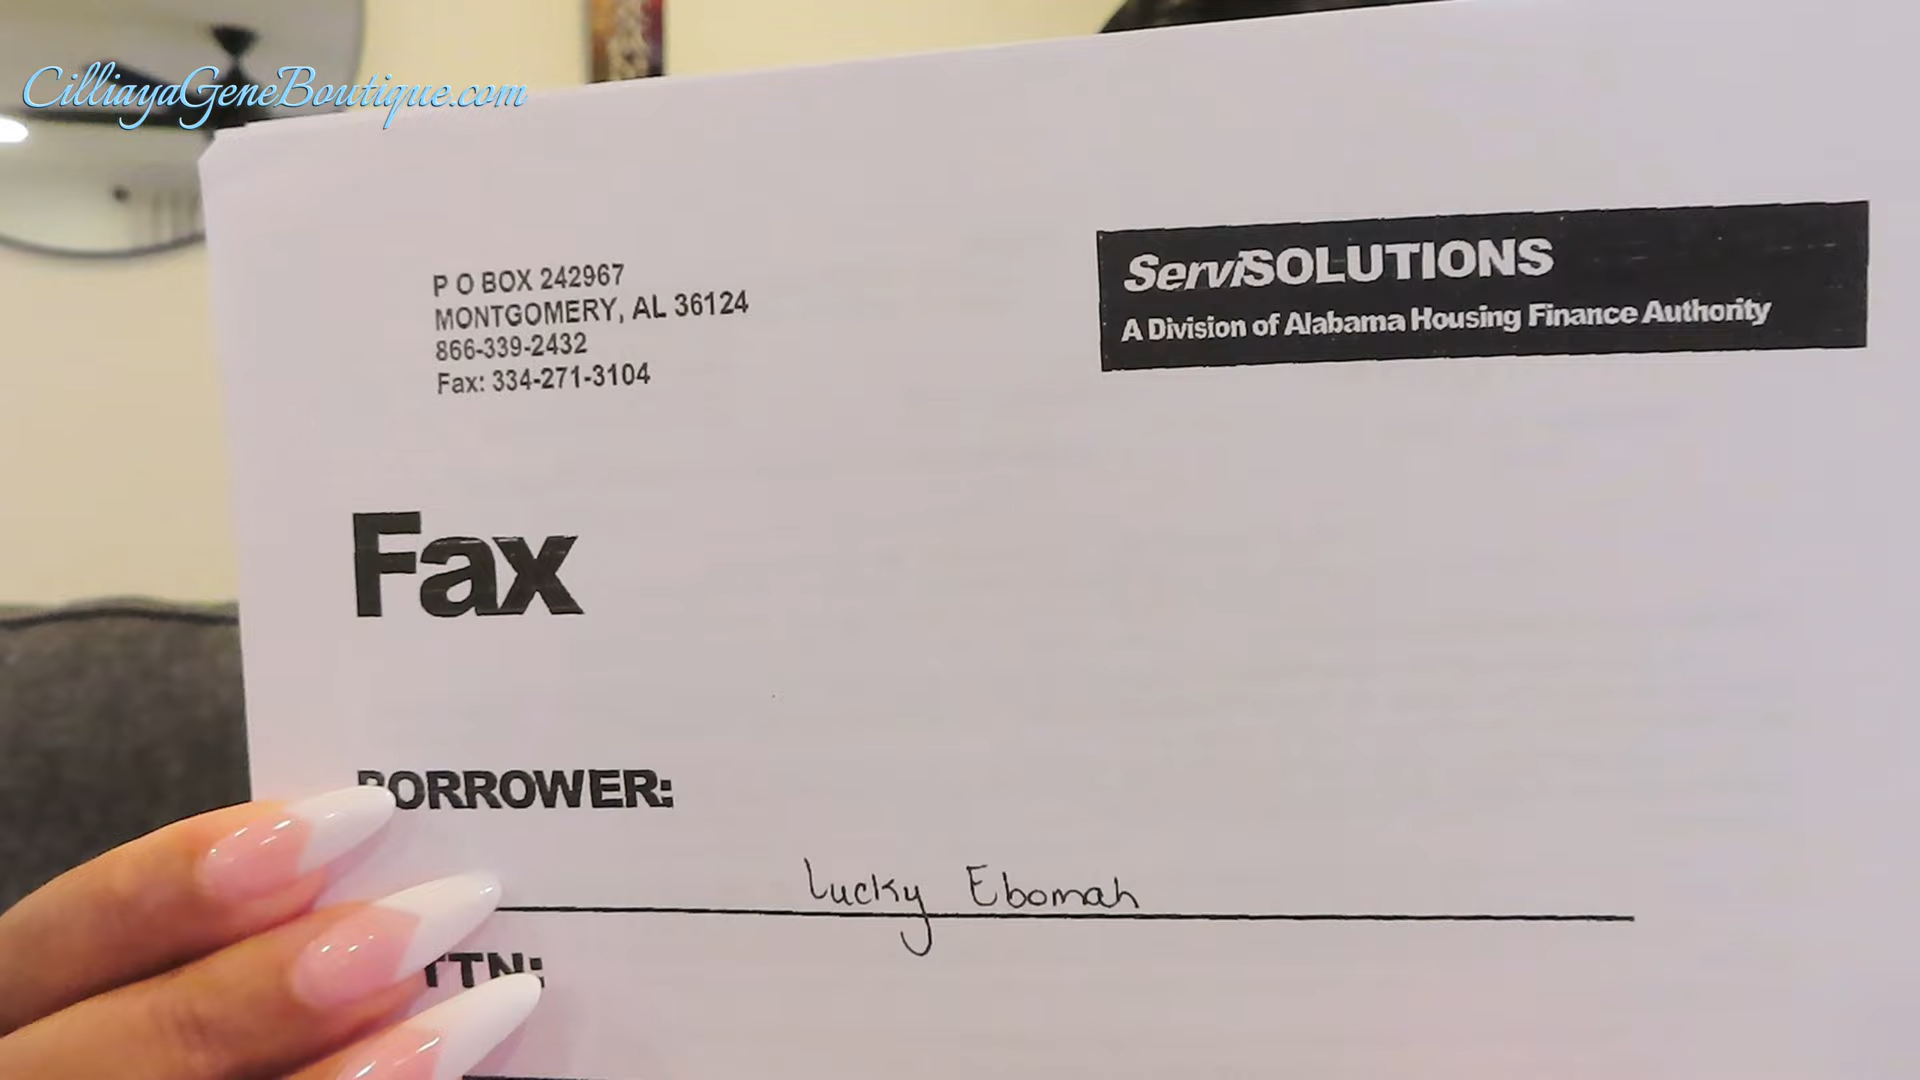 CilliayaGeneBoutique.com
P O BOX 242967
MONTGOMERY, AL 36124
866-339-2432
Fax: 334-271-3104
ServiSOLUTIONS
A Division of Alabama Housing Finance Authority
Fax
BORROWER:
Lucky Ebomah
TTN: